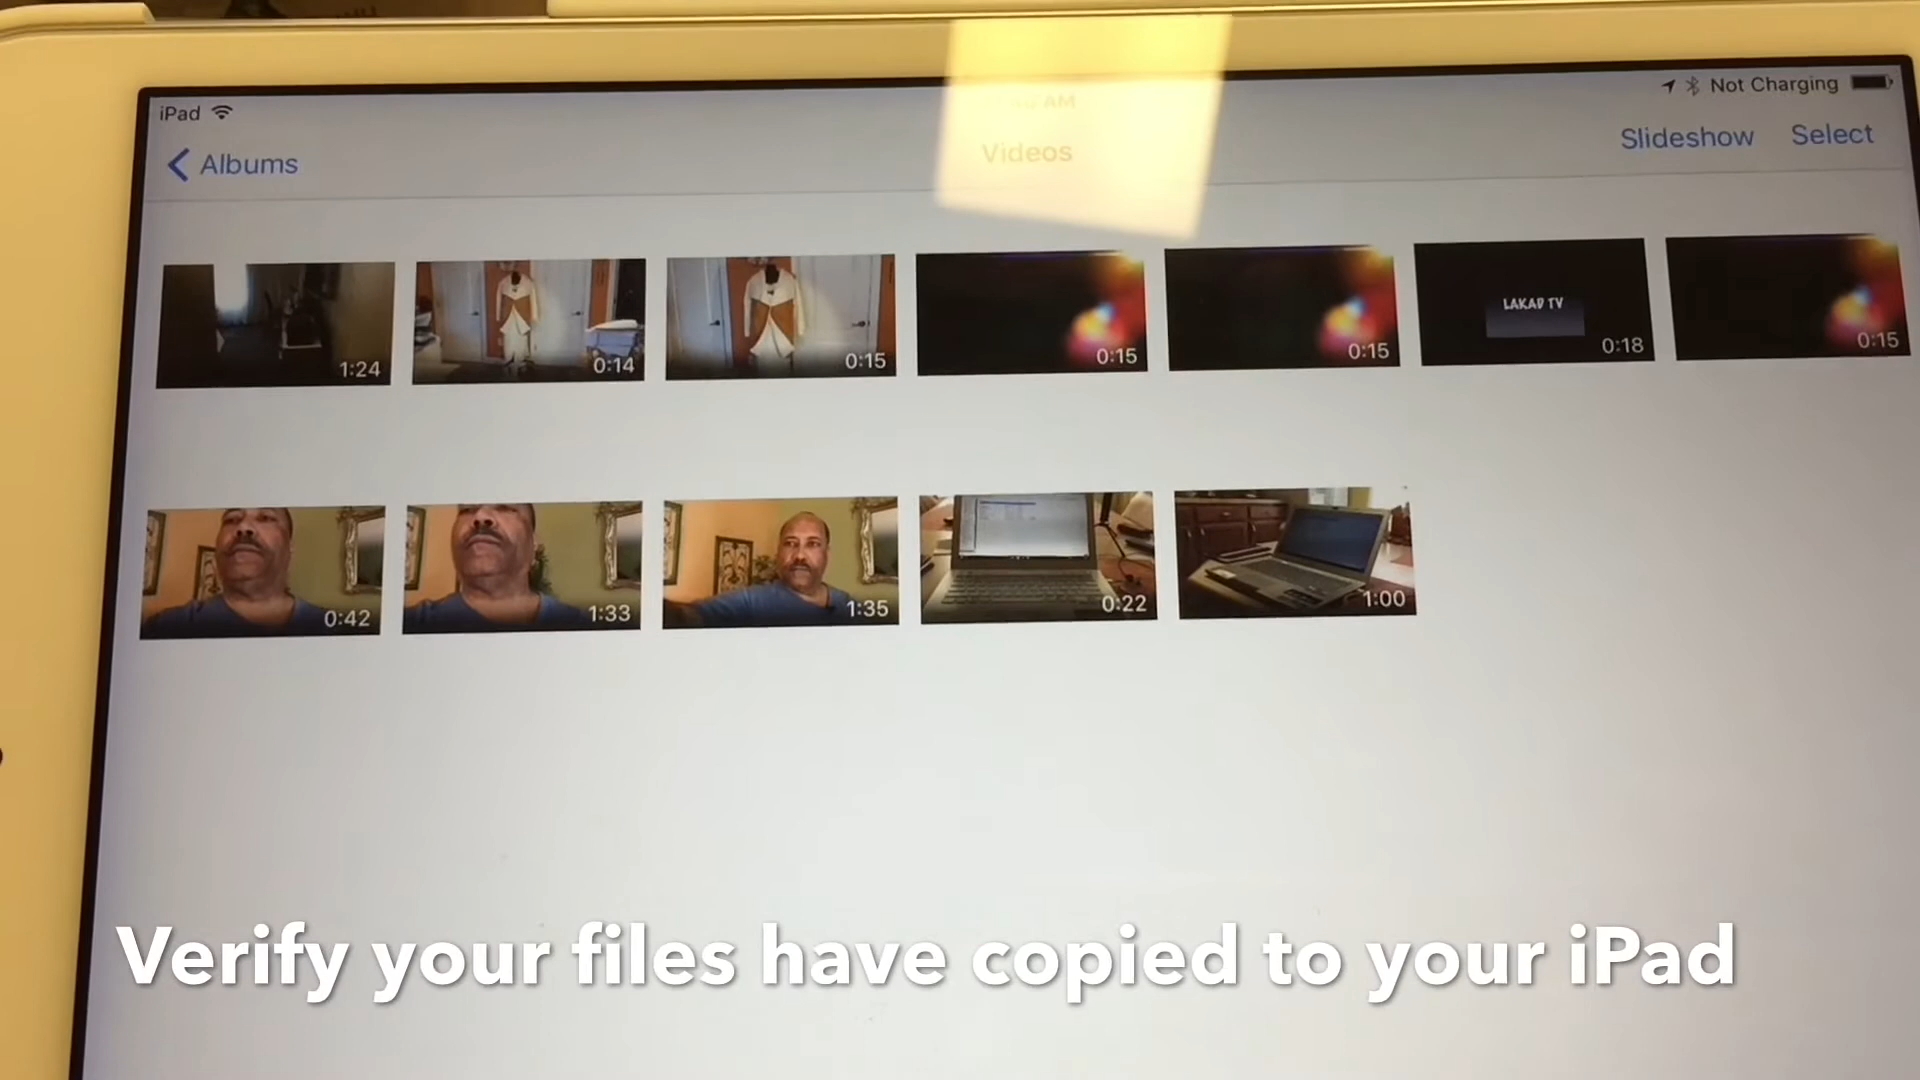 iPad
AM
Not Charging
Albums
Videos
Slideshow
Select
1:24
0:14
0:15
0:15
0:15
LAKAD TV
0:18
0:15
0:42
1:33
1:35
0:22
1:00
Verify your files have copied to your iPad